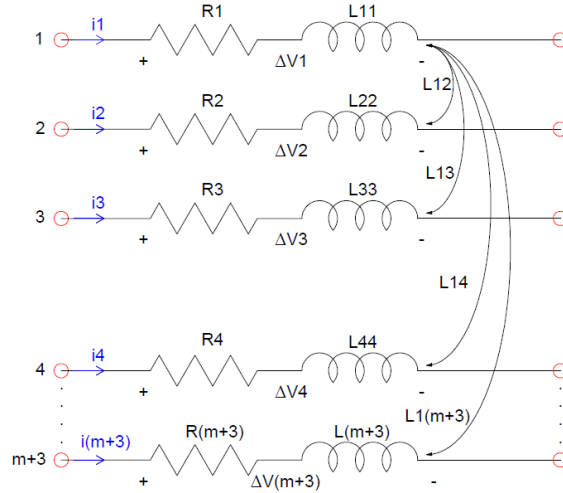 i1 R1 L11
1 + ΔV1 -
L12
i2 R2 L22
2 + ΔV2 -
L13
i3 R3 L33
3 + ΔV3 -
L14
i4 R4 L44
4 + ΔV4 -
L1(m+3)
i(m+3) R(m+3) L(m+3)
m+3 + ΔV(m+3) -